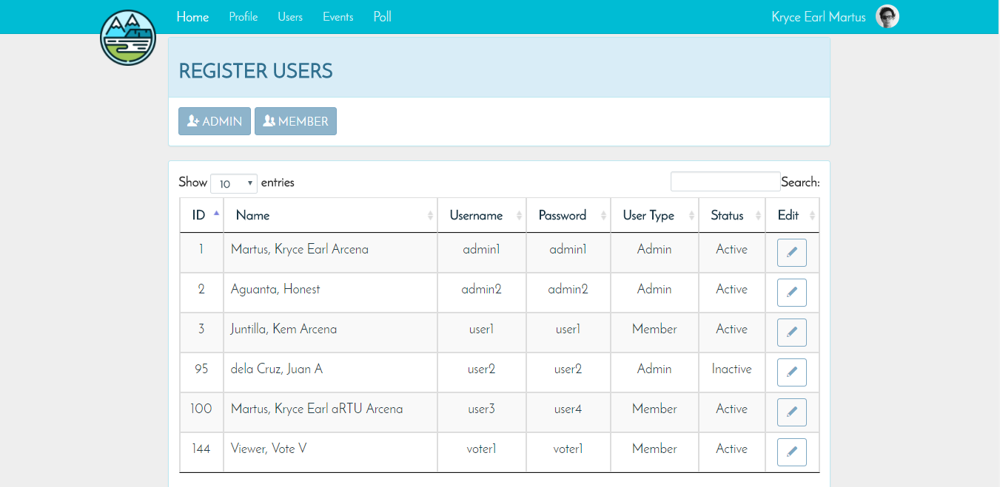 Home Profile Users Events Poll Kryce Earl Martus
REGISTER USERS
ADMIN MEMBER
Show 10 entries Search:
ID Name Username Password User Type Status Edit
1 Martus, Kryce Earl Arcena admin1 admin1 Admin Active
2 Aguanta, Honest admin2 admin2 Admin Active
3 Juntilla, Kem Arcena user1 user1 Member Active
95 dela Cruz, Juan A user2 user2 Admin Inactive
100 Martus, Kryce Earl aRTU Arcena user3 user4 Member Active
144 Viewer, Vote V voter1 voter1 Member Active